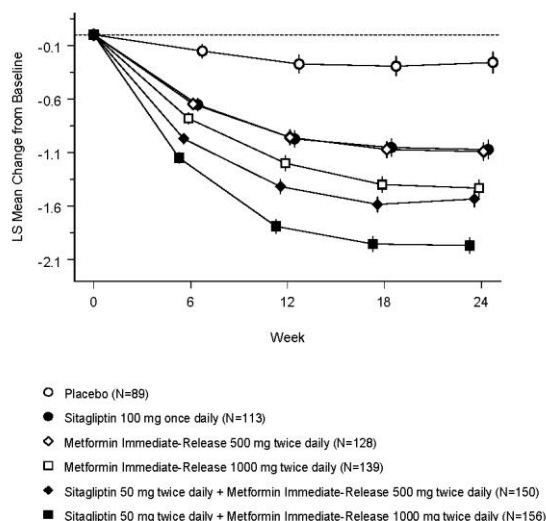 LS Mean Change from Baseline
-0.1
-0.6
-1.1
-1.6
-2.1
0 6 12 18 24
Week
Placebo (N=89)
Sitagliptin 100 mg once daily (N=113)
Metformin Immediate-Release 500 mg twice daily (N=128)
Metformin Immediate-Release 1000 mg twice daily (N=139)
Sitagliptin 50 mg twice daily + Metformin Immediate-Release 500 mg twice daily (N=150)
Sitagliptin 50 mg twice daily + Metformin Immediate-Release 1000 mg twice daily (N=156)